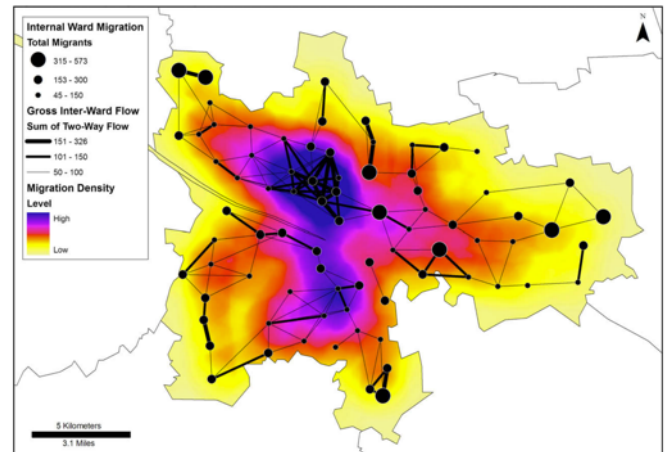 Internal Ward Migration
Total Migrants
315 - 573
153 - 300
45 - 150
Gross Inter-Ward Flow
Sum of Two-Way Flow
151 - 326
101 - 150
50 - 100
Migration Density
Level
High
Low
N
5 Kilometers
3.1 Miles